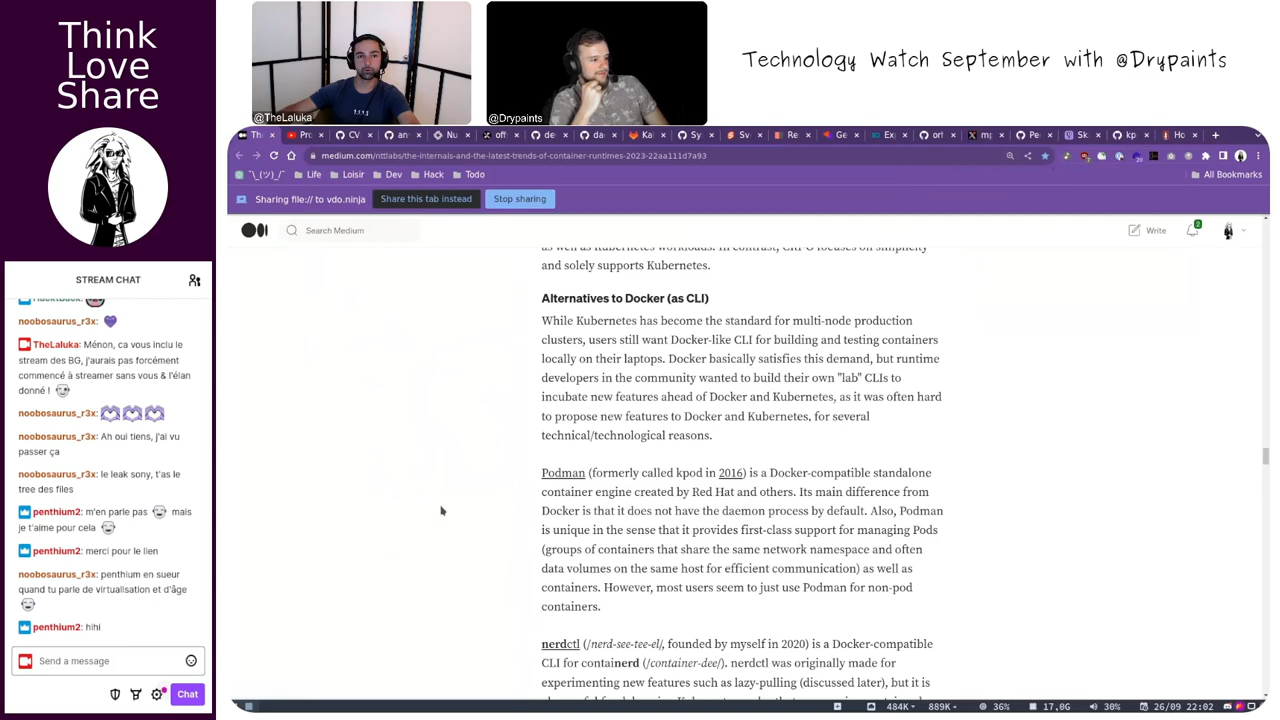 Think
Love
Share
@TheLaluka
@Drypaints
Technology Watch September with @Drypaints
STREAM CHAT
noobosaurus_r3x:
TheLaluka: Ménon, ca vous inclu le
stream des BG, j'aurais pas forcément
commencé à streamer sans vous & l'élan
donné !
noobosaurus_r3x:
noobosaurus_r3x: Ah oui tiens, j'ai vu
passer ça
noobosaurus_r3x: le leak sony, t'as le
tree des files
penthium2: m'en parle pas mais
je t'aime pour cela
penthium2: merci pour le lien
noobosaurus_r3x: penthium en sueur
quand tu parle de virtualisation et d'âge
penthium2: hihi
Send a message
Chat
medium.com/nttlabs/the-internals-and-the-latest-trends-of-container-runtimes-2023-22aa111d7a93
¯\_(ツ)_/¯ Life Loisir Dev Hack Todo All Bookmarks
Sharing file:// to vdo.ninja Share this tab instead Stop sharing
Search Medium Write 2
as well as Kubernetes workloads. In contrast, CRI-O focuses on simplicity
and solely supports Kubernetes.
Alternatives to Docker (as CLI)
While Kubernetes has become the standard for multi-node production
clusters, users still want Docker-like CLI for building and testing containers
locally on their laptops. Docker basically satisfies this demand, but runtime
developers in the community wanted to build their own "lab" CLIs to
incubate new features ahead of Docker and Kubernetes, as it was often hard
to propose new features to Docker and Kubernetes, for several
technical/technological reasons.
Podman (formerly called kpod in 2016) is a Docker-compatible standalone
container engine created by Red Hat and others. Its main difference from
Docker is that it does not have the daemon process by default. Also, Podman
is unique in the sense that it provides first-class support for managing Pods
(groups of containers that share the same network namespace and often
data volumes on the same host for efficient communication) as well as
containers. However, most users seem to just use Podman for non-pod
containers.
nerdctl (/nerd-see-tee-el/, founded by myself in 2020) is a Docker-compatible
CLI for containerd (/container-dee/). nerdctl was originally made for
experimenting new features such as lazy-pulling (discussed later), but it is
484K 889K 36% 17,0G 30% 26/09 22:02